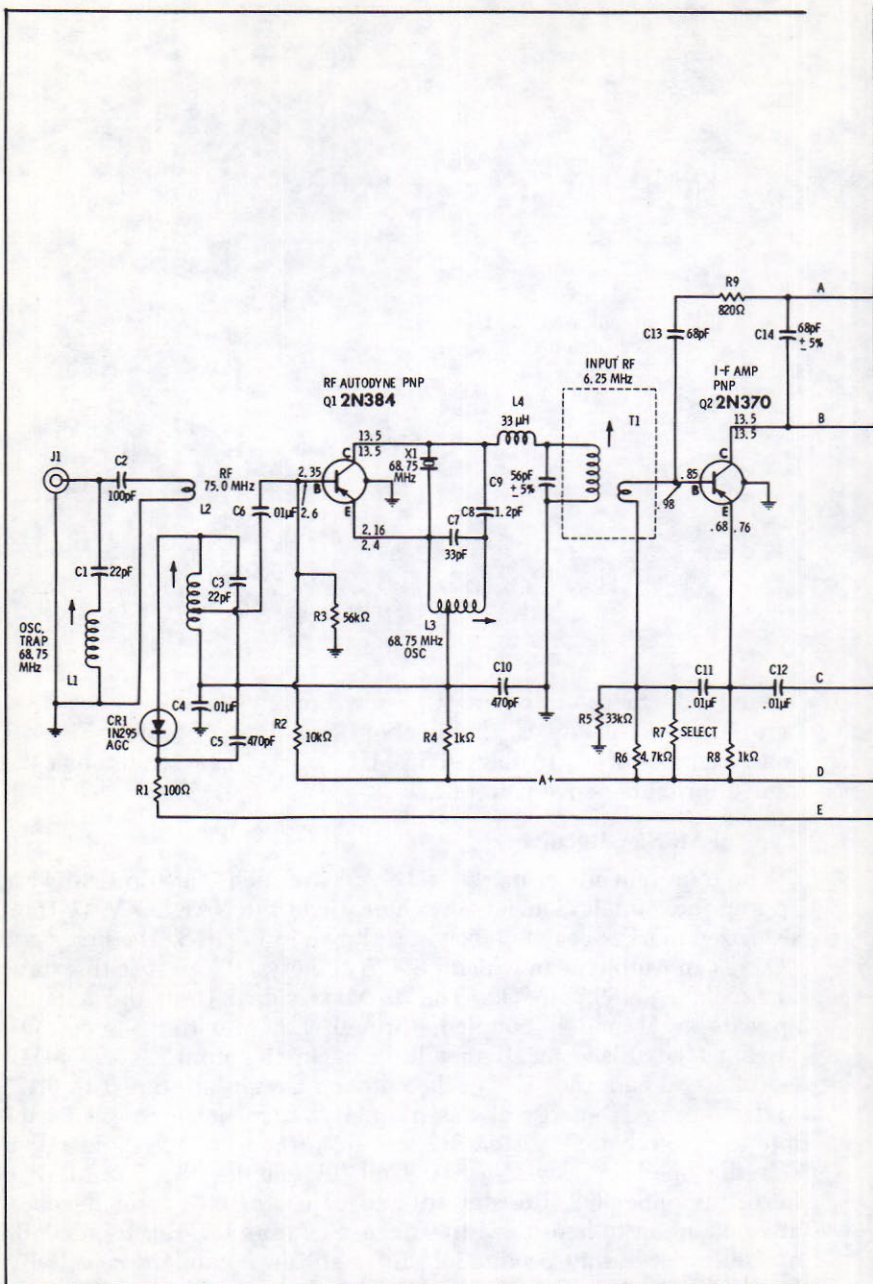 R9
820Ω
A
C13
68pF
C14
68pF
± 5%
INPUT RF
6.25 MHz
I-F AMP
PNP
Q2 2N370
RF AUTODYNE PNP
Q1 2N384
L4
33 μH
T1
13.5
13.5
B
J1
C2
100pF
RF
75.0 MHz
L2
C6
.01μF
2.35
2.6
C
B
E
13.5
13.5
X1
68.75
MHz
C9
56pF
± 5%
C8
1.2pF
.85
.98
C
B
E
2.16
2.4
C7
33pF
.68
.76
C1
22pF
C3
22pF
R3
56kΩ
L3
68.75 MHz
OSC
OSC.
TRAP
68.75
MHz
L1
C10
470pF
C11
.01μF
C12
.01μF
C
C4
.01μF
CR1
IN295
AGC
C5
470pF
R2
10kΩ
R4
1kΩ
R5
33kΩ
R6
4.7kΩ
R7
SELECT
R8
1kΩ
A+
D
R1
100Ω
E